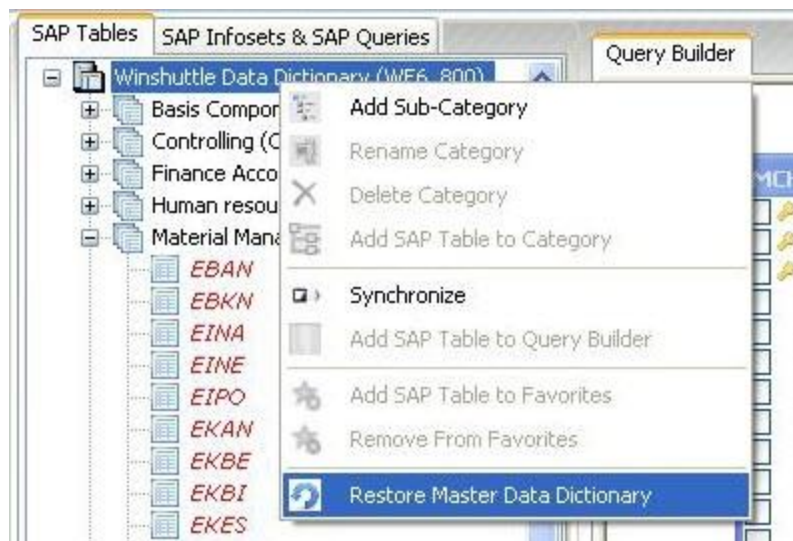 SAP Tables
SAP Infosets & SAP Queries
Query Builder
Winshuttle Data Dictionary (WE6, 800)
Basis Compor
Controlling (C
Finance Acco
Human resou
Material Mana
EBAN
EBKN
EINA
EINE
EIPO
EKAN
EKBE
EKBI
EKES
Add Sub-Category
Rename Category
Delete Category
Add SAP Table to Category
Synchronize
Add SAP Table to Query Builder
Add SAP Table to Favorites
Remove From Favorites
Restore Master Data Dictionary